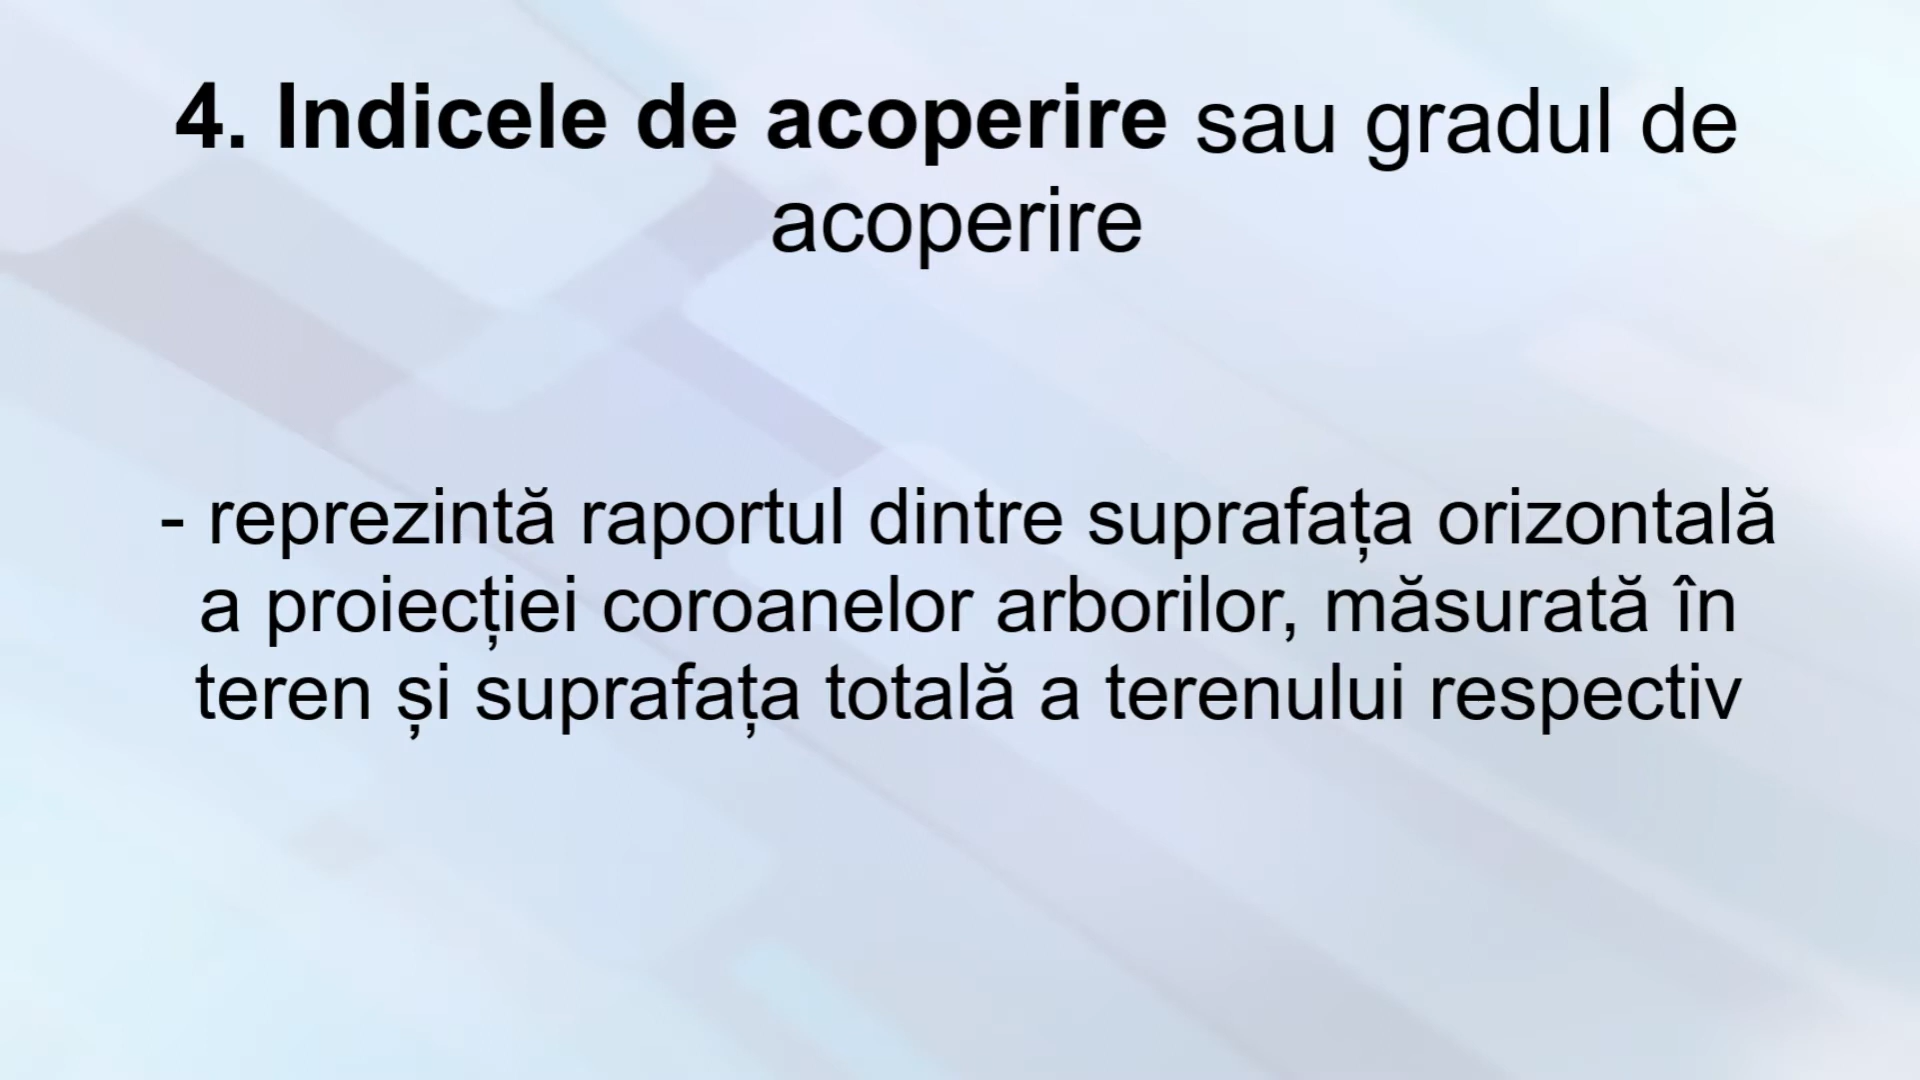 4. Indicele de acoperire sau gradul de
acoperire
- reprezintă raportul dintre suprafața orizontală
a proiecției coroanelor arborilor, măsurată în
teren și suprafața totală a terenului respectiv